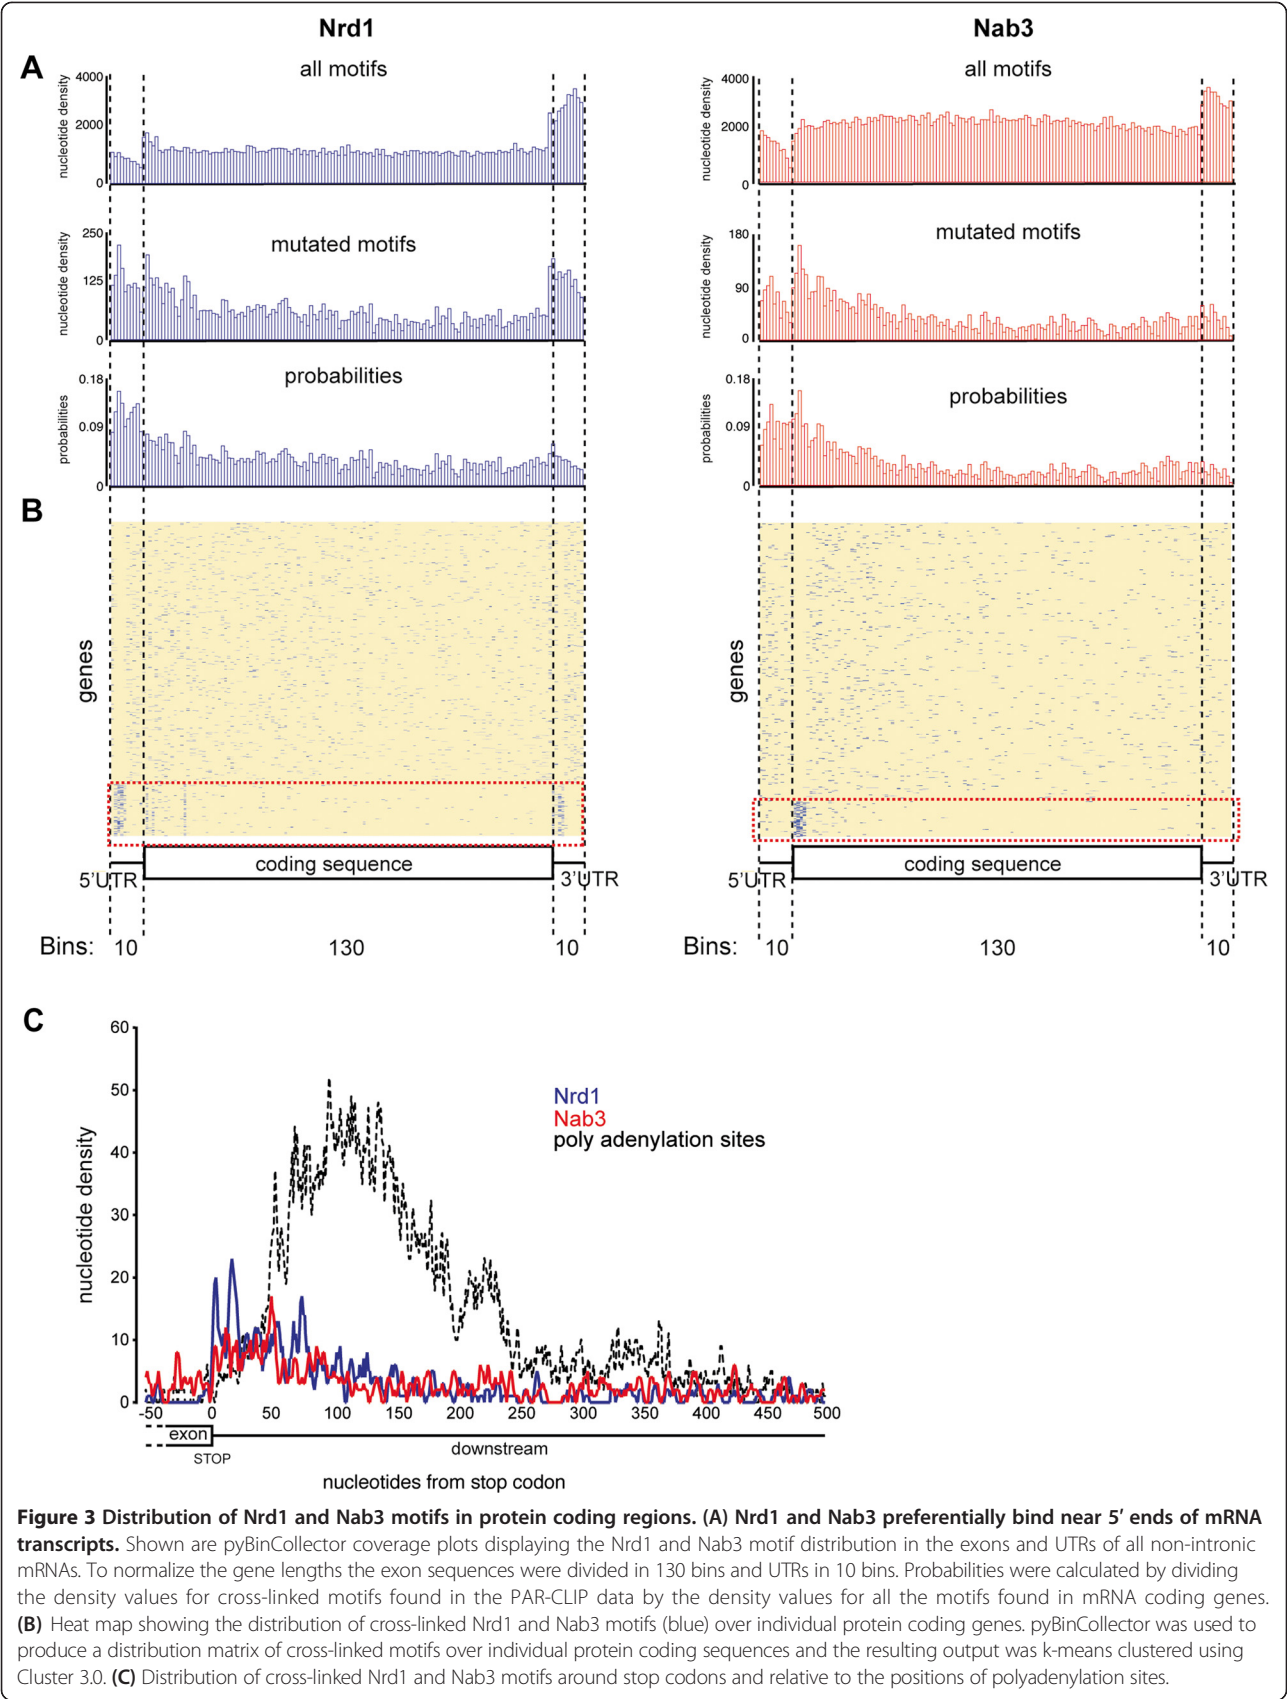 Nrd1
Nab3
A
all motifs
all motifs
nucleotide density
4000
2000
0
nucleotide density
4000
2000
0
mutated motifs
mutated motifs
nucleotide density
250
125
0
nucleotide density
180
90
0
probabilities
probabilities
probabilities
0.18
0.09
0
probabilities
0.18
0.09
0
B
genes
genes
coding sequence
coding sequence
5'UTR
3'UTR
5'UTR
3'UTR
Bins: 10 130 10
Bins: 10 130 10
C
nucleotide density
60
50
40
30
20
10
0
Nrd1
Nab3
poly adenylation sites
-50 0 50 100 150 200 250 300 350 400 450 500
exon
STOP
downstream
nucleotides from stop codon
Figure 3 Distribution of Nrd1 and Nab3 motifs in protein coding regions. (A) Nrd1 and Nab3 preferentially bind near 5′ ends of mRNA
transcripts. Shown are pyBinCollector coverage plots displaying the Nrd1 and Nab3 motif distribution in the exons and UTRs of all non-intronic
mRNAs. To normalize the gene lengths the exon sequences were divided in 130 bins and UTRs in 10 bins. Probabilities were calculated by dividing
the density values for cross-linked motifs found in the PAR-CLIP data by the density values for all the motifs found in mRNA coding genes.
(B) Heat map showing the distribution of cross-linked Nrd1 and Nab3 motifs (blue) over individual protein coding genes. pyBinCollector was used to
produce a distribution matrix of cross-linked motifs over individual protein coding sequences and the resulting output was k-means clustered using
Cluster 3.0. (C) Distribution of cross-linked Nrd1 and Nab3 motifs around stop codons and relative to the positions of polyadenylation sites.